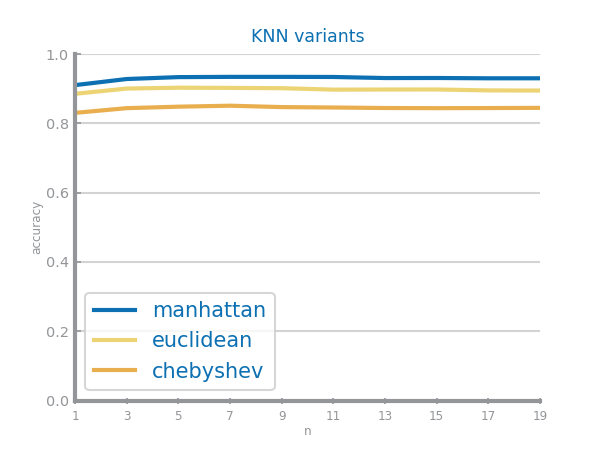 KNN variants
1.0
0.8
0.6
0.4
0.2
0.0
accuracy
manhattan
euclidean
chebyshev
1 3 5 7 9 11 13 15 17 19
n